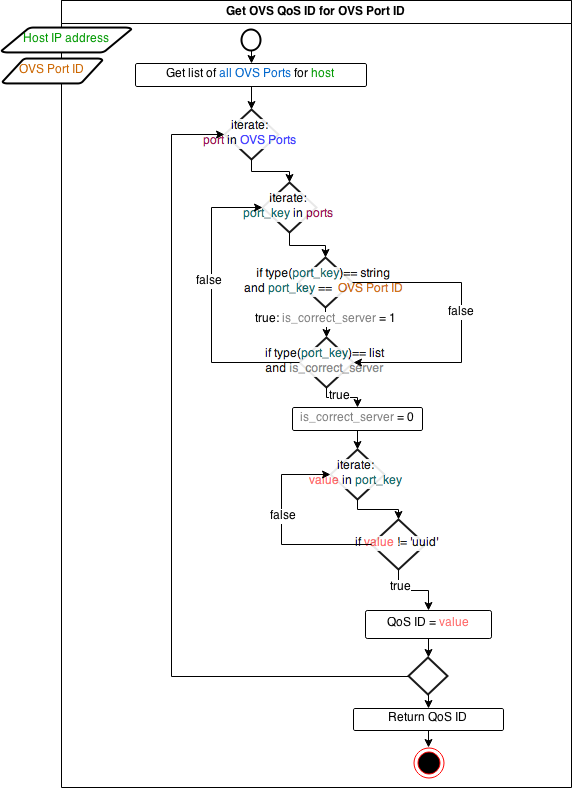 Get OVS QoS ID for OVS Port ID
Host IP address
OVS Port ID
Get list of all OVS Ports for host
iterate:
port in OVS Ports
iterate:
port_key in ports
if type(port_key)== string
and port_key == OVS Port ID
false
false
true: is_correct_server = 1
if type(port_key)== list
and is_correct_server
true
is_correct_server = 0
iterate:
value in port_key
false
if value != 'uuid'
true
QoS ID = value
Return QoS ID